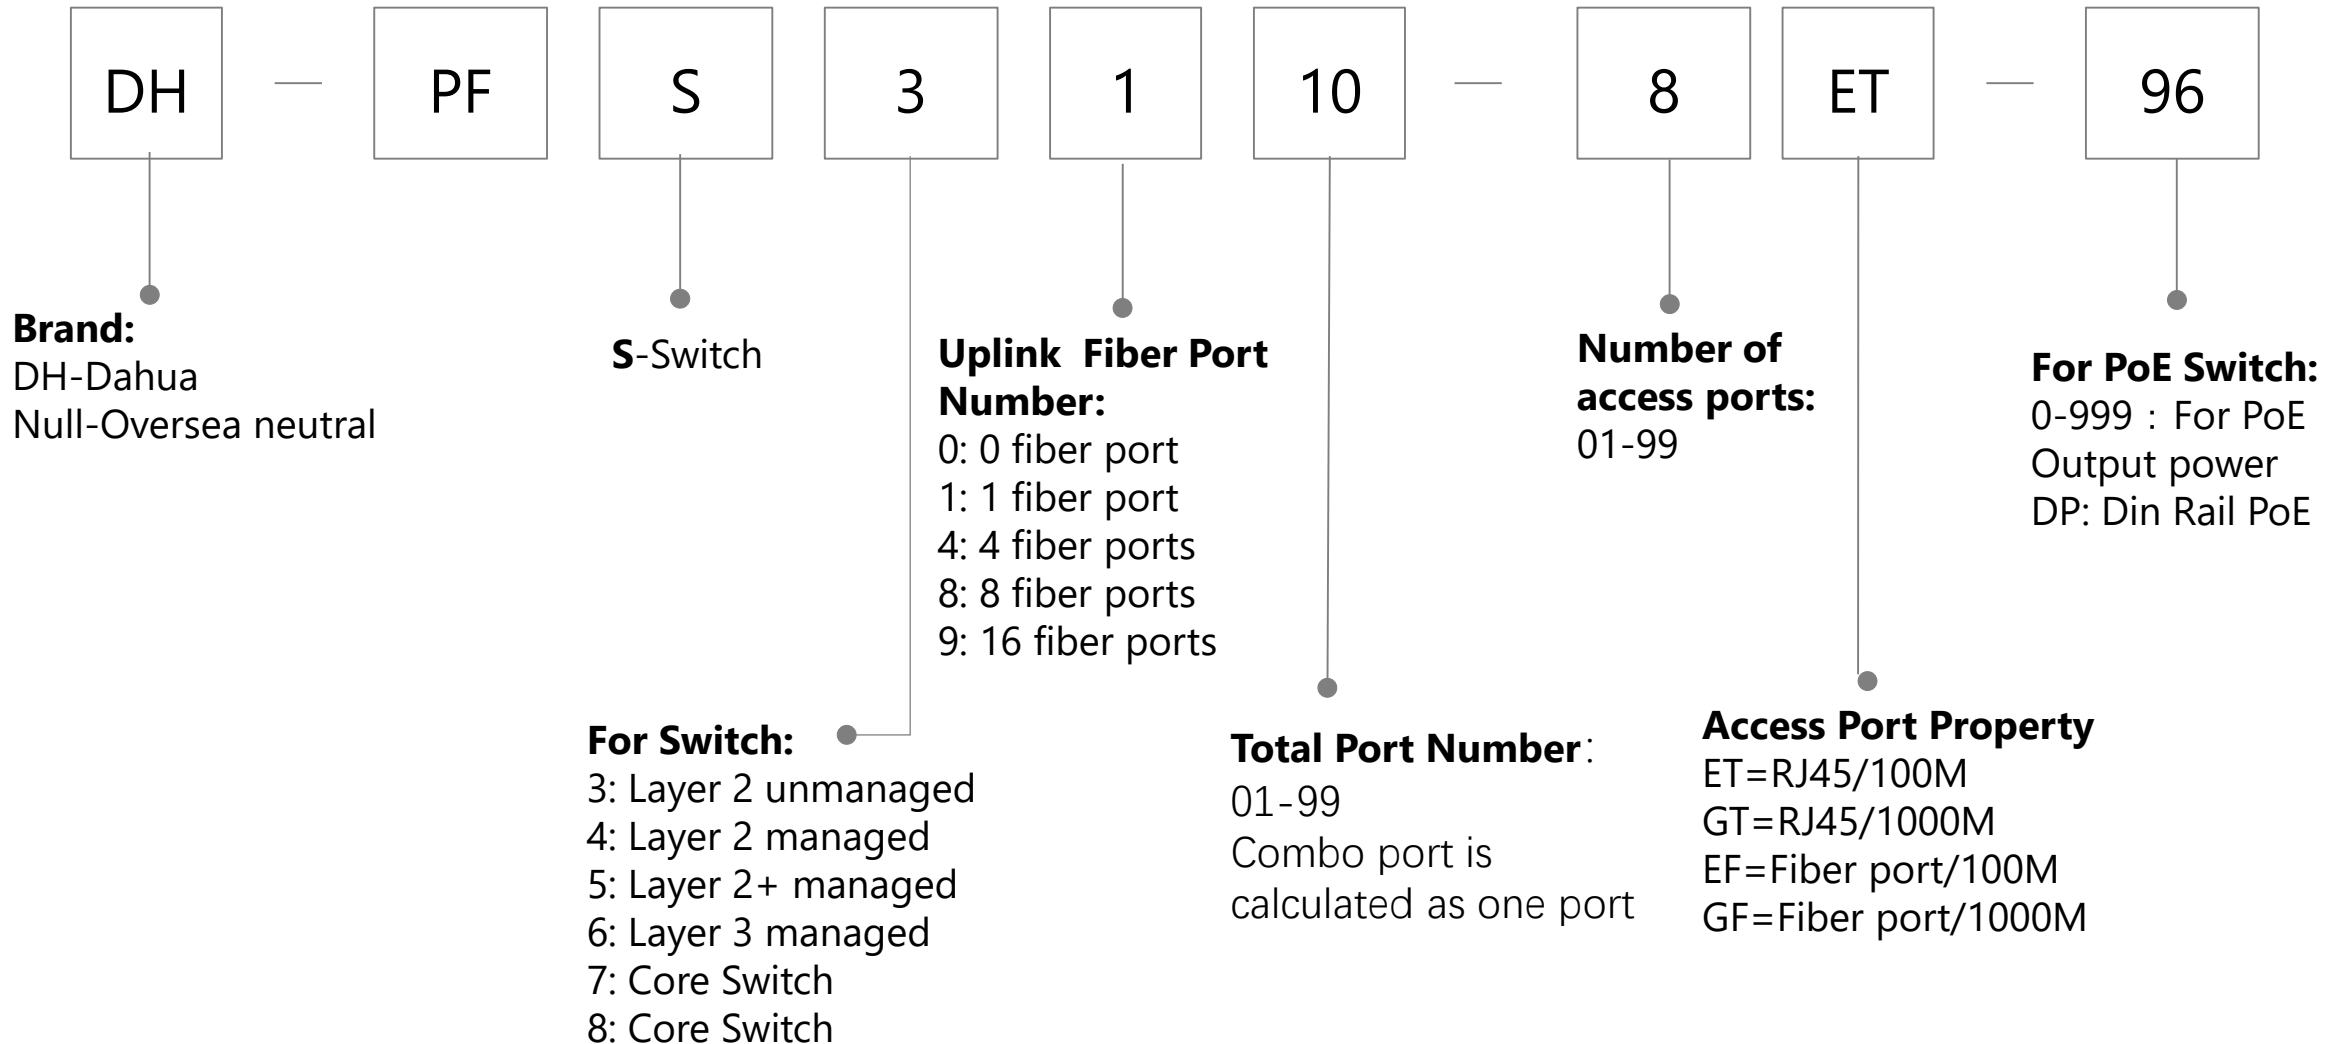 DH — PF S 3 1 10 — 8 ET — 96
Brand:
DH-Dahua
Null-Oversea neutral
S-Switch
Uplink Fiber Port
Number:
0: 0 fiber port
1: 1 fiber port
4: 4 fiber ports
8: 8 fiber ports
9: 16 fiber ports
Number of
access ports:
01-99
For PoE Switch:
0-999：For PoE
Output power
DP: Din Rail PoE
For Switch:
3: Layer 2 unmanaged
4: Layer 2 managed
5: Layer 2+ managed
6: Layer 3 managed
7: Core Switch
8: Core Switch
Total Port Number：
01-99
Combo port is
calculated as one port
Access Port Property
ET=RJ45/100M
GT=RJ45/1000M
EF=Fiber port/100M
GF=Fiber port/1000M